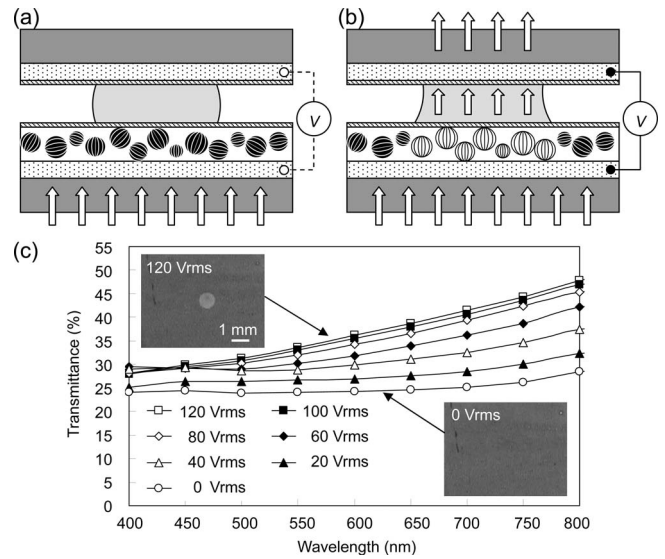 (a)
(b)
V
V
(c)
55
50
45
40
35
30
25
20
15
10
5
0
Transmittance (%)
120 Vrms
1 mm
0 Vrms
120 Vrms
100 Vrms
80 Vrms
60 Vrms
40 Vrms
20 Vrms
0 Vrms
400 450 500 550 600 650 700 750 800
Wavelength (nm)